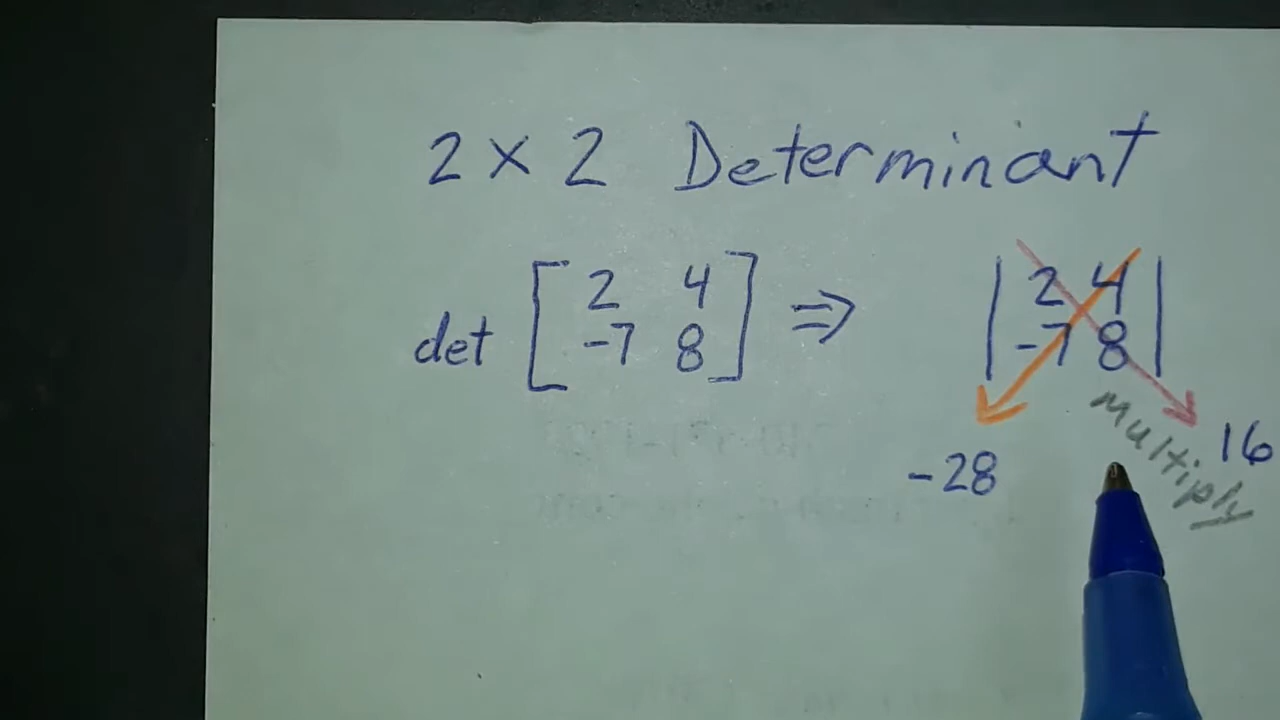 2 × 2 Determinant
det [ 2 4 ⇒ | 2 4 |
-7 8 ] -7 8
-28 Multiply 16